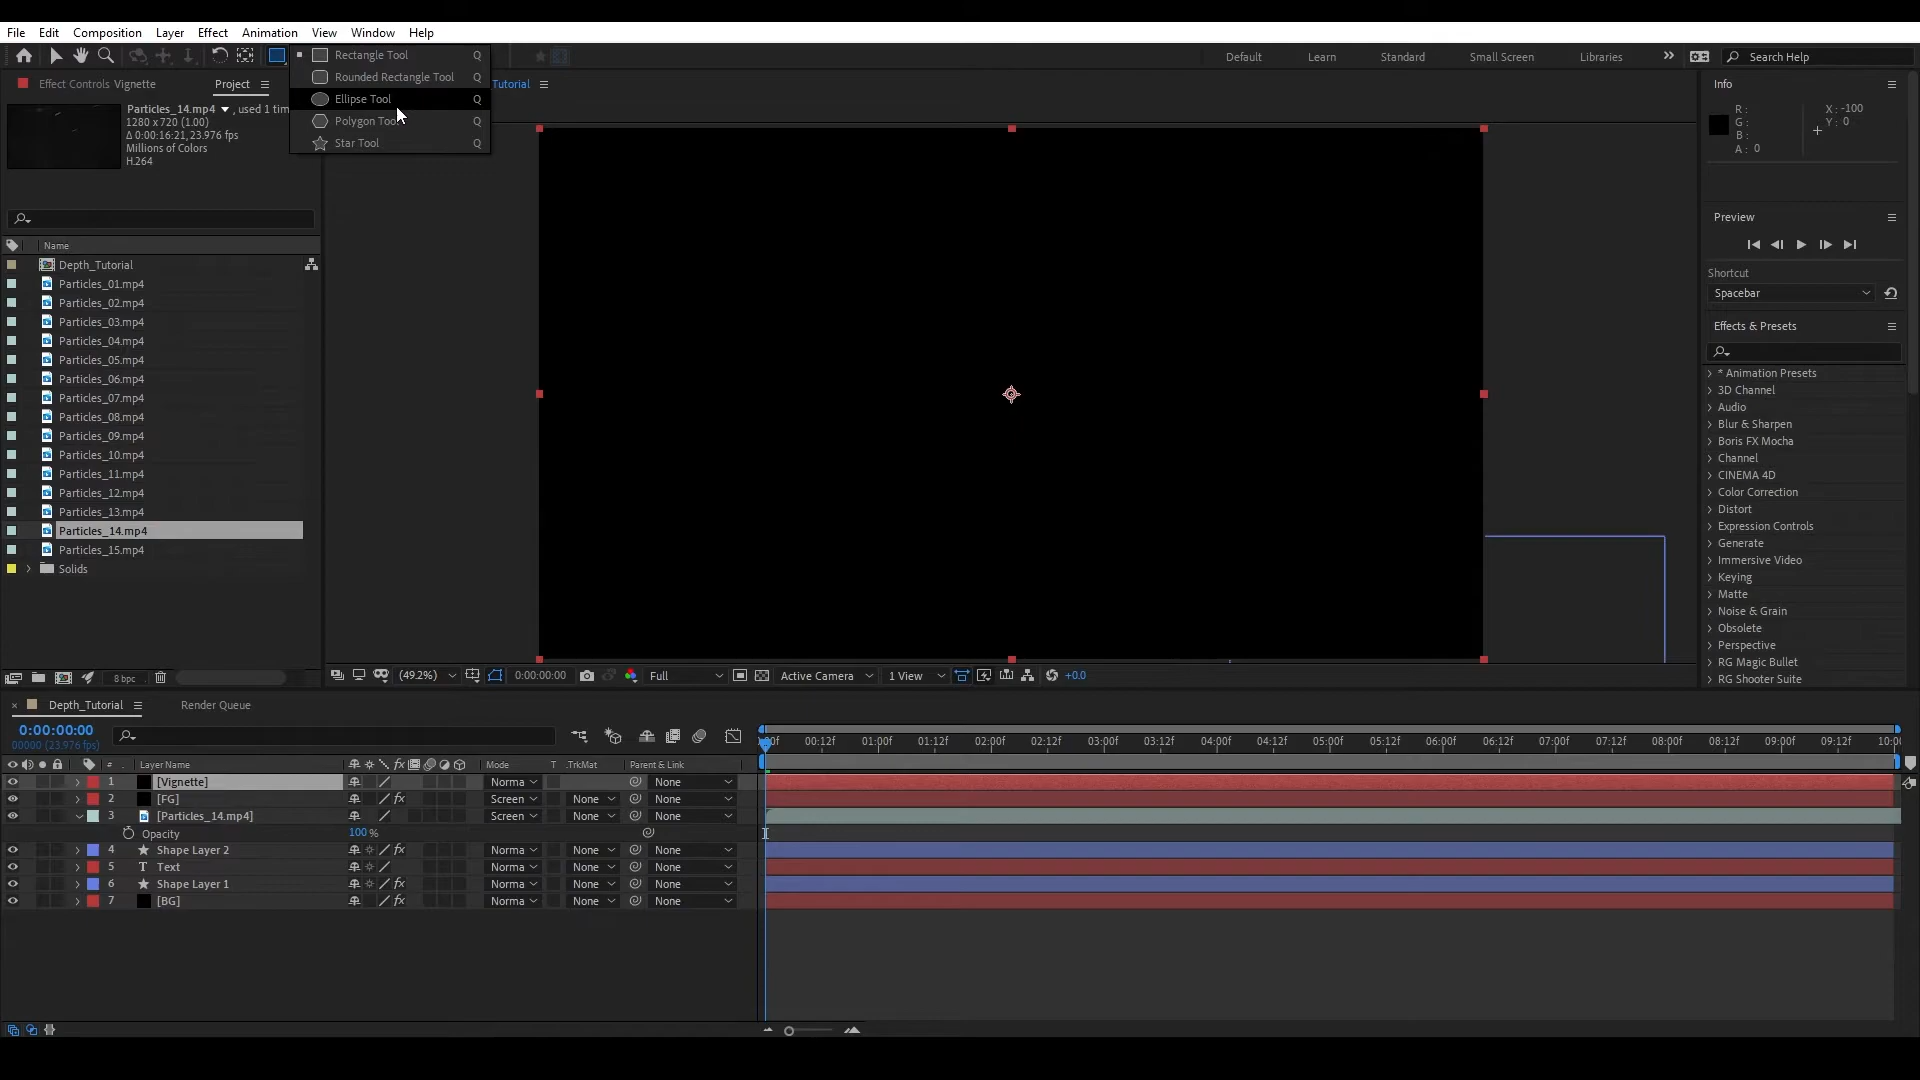 File Edit Composition Layer Effect Animation View Window Help
Rectangle Tool Q
Rounded Rectangle Tool Q
Ellipse Tool Q
Polygon Too Q
Star Tool Q
Default Learn Standard Small Screen Libraries » Search Help
Effect Controls Vignette Project
Tutorial
Particles_14.mp4 , used 1 tim
1280 x 720 (1.00)
Δ 0:00:16:21, 23.976 fps)
Millions of Colors
H.264
Name
Depth_Tutorial
Particles_01.mp4
Particles_02.mp4
Particles_03.mp4
Particles_04.mp4
Particles_05.mp4
Particles_06.mp4
Particles_07.mp4
Particles_08.mp4
Particles_09.mp4
Particles_10.mp4
Particles_11.mp4
Particles_12.mp4
Particles_13.mp4
Particles_14.mp4
Particles_15.mp4
Solids
8 bpc
(49.2%) 0:00:00:00 Full Active Camera 1 View +0.0
Info
R: X: -100
G: Y: 0
B:
A: 0
Preview
Shortcut
Spacebar
Effects & Presets
* Animation Presets
3D Channel
Audio
Blur & Sharpen
Boris FX Mocha
Channel
CINEMA 4D
Color Correction
Distort
Expression Controls
Generate
Immersive Video
Keying
Matte
Noise & Grain
Obsolete
Perspective
RG Magic Bullet
RG Shooter Suite
× Depth_Tutorial Render Queue
0:00:00:00
00000 (23.976 fps)
:00f 00:12f 01:00f 01:12f 02:00f 02:12f 03:00f 03:12f 04:00f 04:12f 05:00f 05:12f 06:00f 06:12f 07:00f 07:12f 08:00f 08:12f 09:00f 09:12f 10:0
# Layer Name fx Mode T .TrkMat Parent & Link
1 [Vignette] Norma None
2 [FG] fx Screen None None
3 [Particles_14.mp4] Screen None None
Opacity 100 %
4 Shape Layer 2 fx Norma None None
5 T Text Norma None None
6 Shape Layer 1 fx Norma None None
7 [BG] fx Norma None None